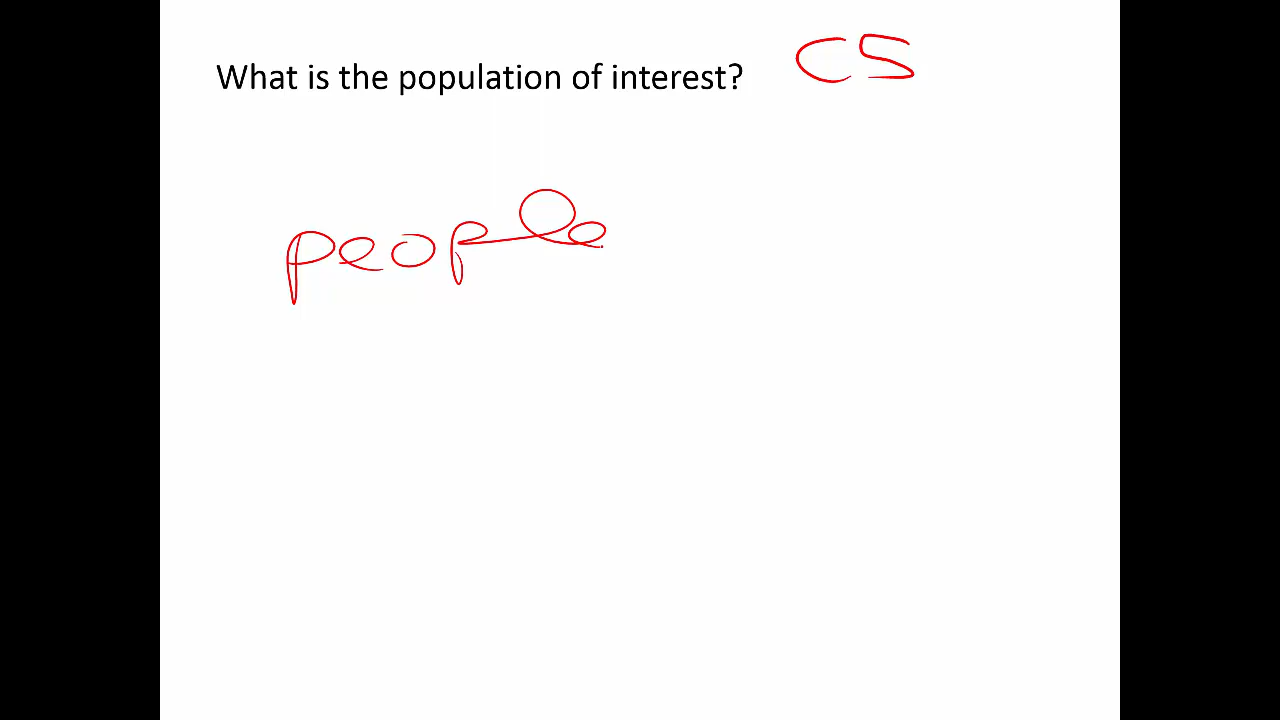 What is the population of interest? CS
people